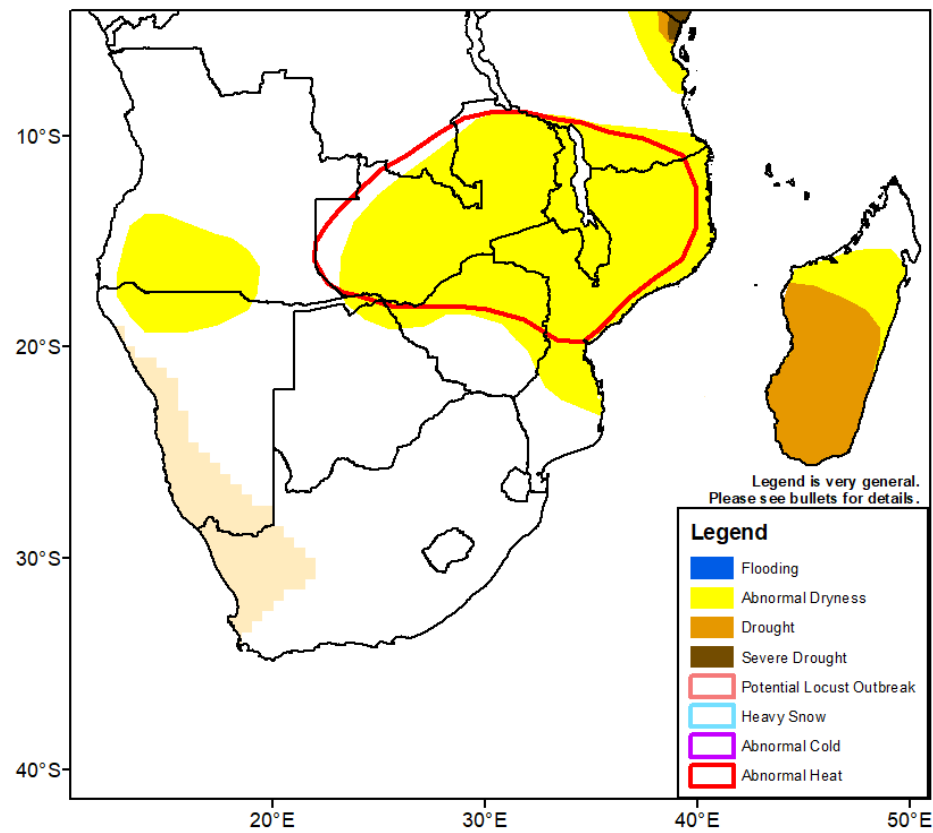 10°S
20°S
30°S
40°S
Legend is very general.
Please see bullets for details.
Legend
Flooding
Abnormal Dryness
Drought
Severe Drought
Potential Locust Outbreak
Heavy Snow
Abnormal Cold
Abnormal Heat
20°E
30°E
40°E
50°E